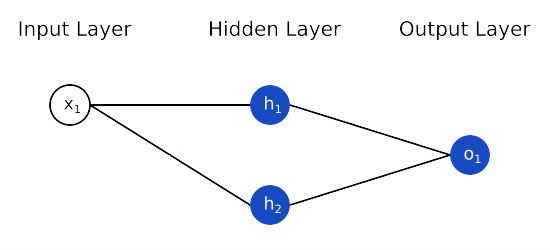 Input Layer
Hidden Layer
Output Layer
x₁
h₁
h₂
o₁